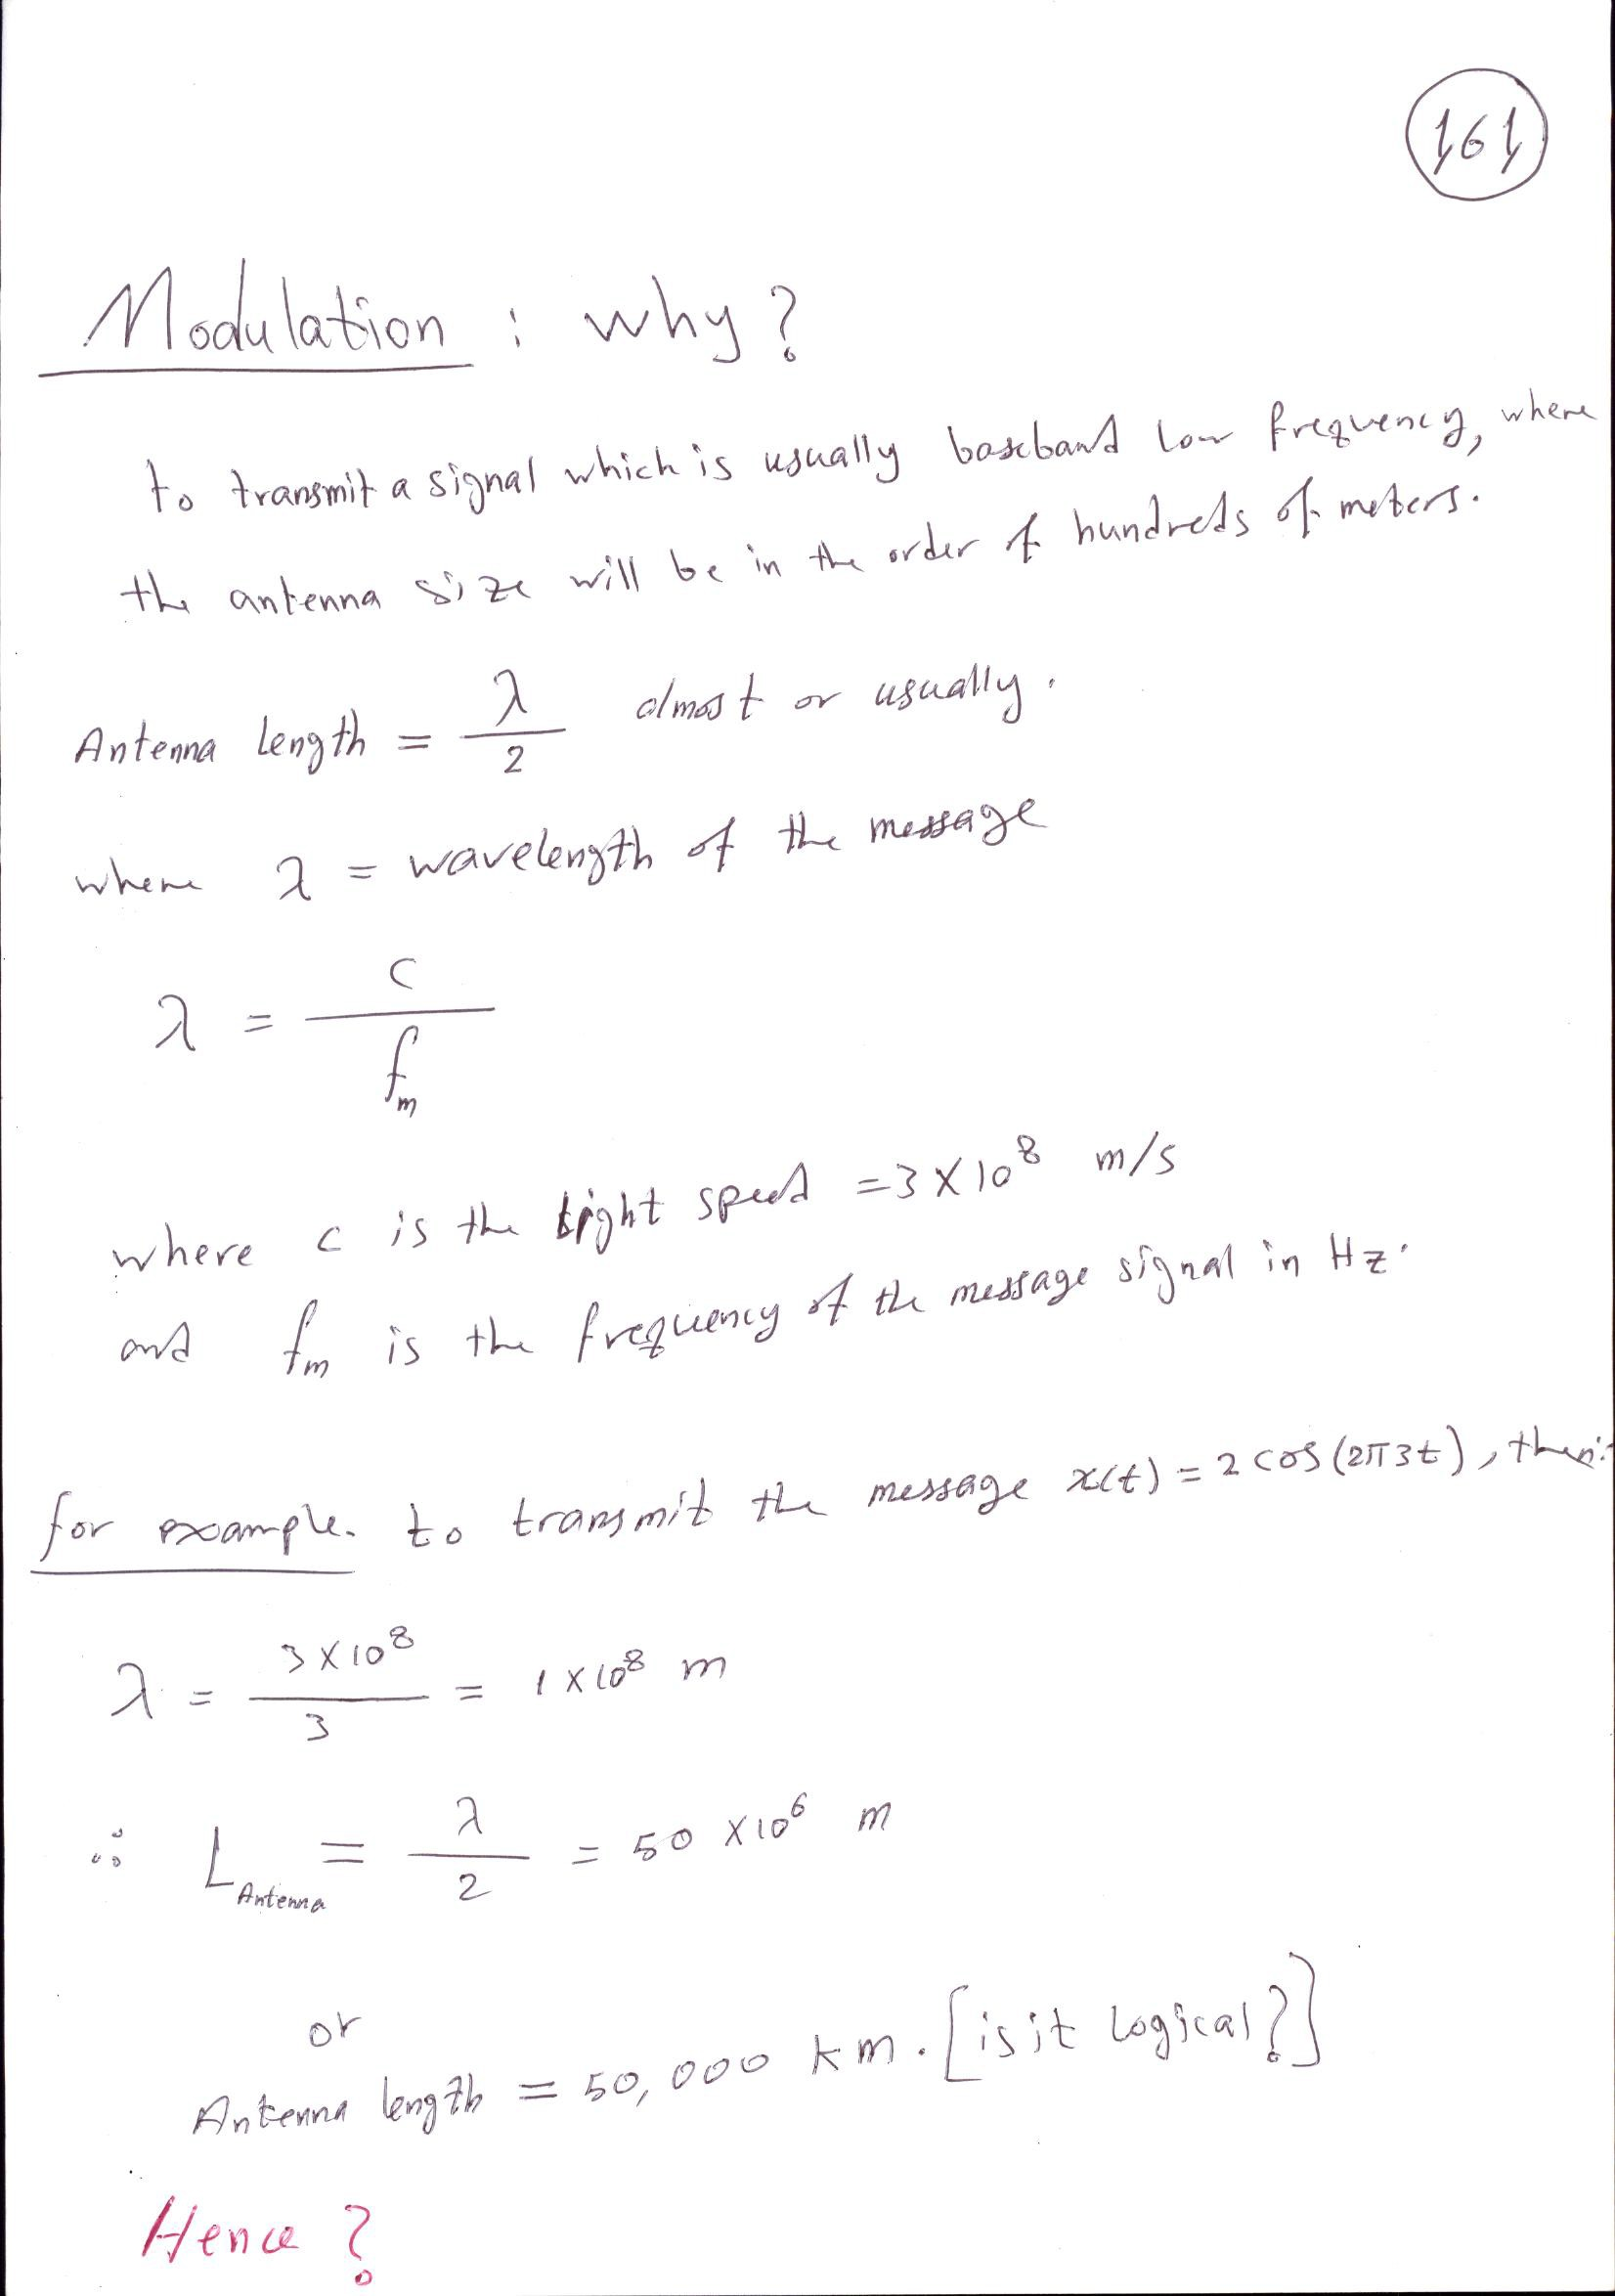 161
Modulation : why?
to transmit a signal which is usually baseband low frequency, where
the antenna size will be in the order of hundreds of meters.
Antenna length = λ/2 almost or usually.
where λ = wavelength of the message
λ = c/fm
where c is the light speed = 3 X 10^8 m/s
and fm is the frequency of the message signal in Hz.
for example. to transmit the message x(t) = 2 cos (2π3t), then:
λ = 3 X 10^8/3 = 1 X 10^8 m
∴ L Antenna = λ/2 = 50 X 10^6 m
or
Antenna length = 50,000 km. [is it logical?]
Hence ?